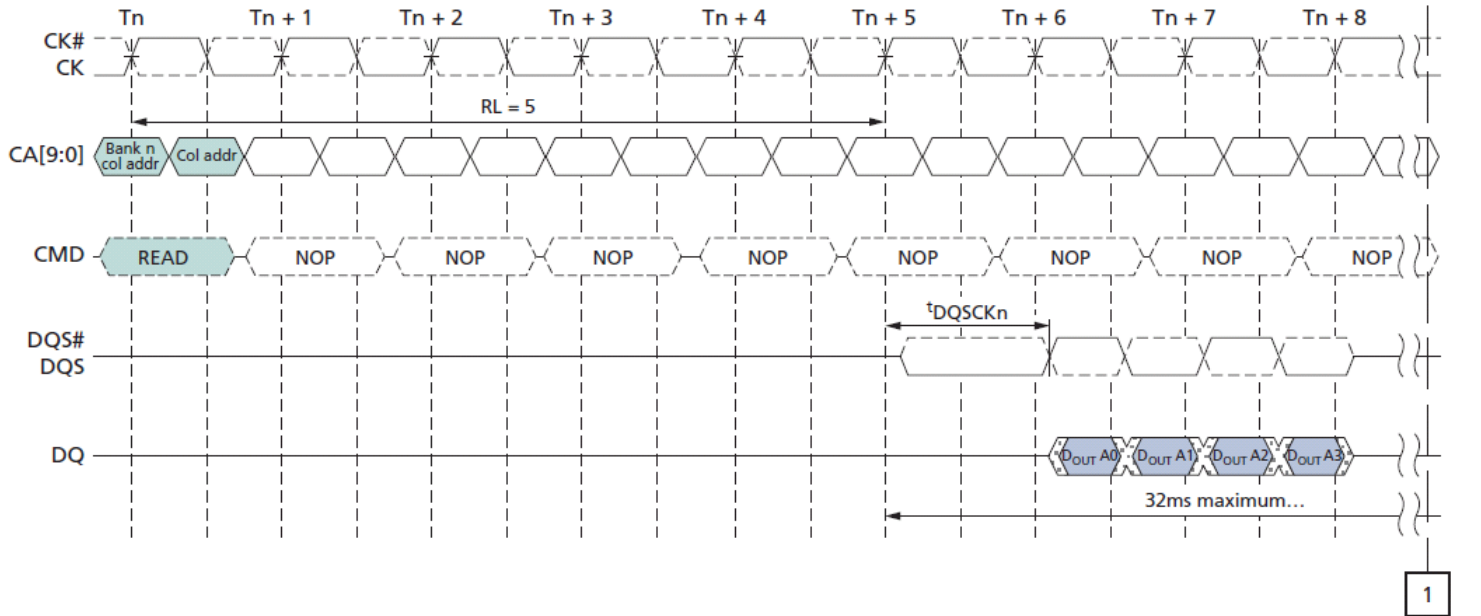 Tn Tn + 1 Tn + 2 Tn + 3 Tn + 4 Tn + 5 Tn + 6 Tn + 7 Tn + 8
CK#
CK
RL = 5
CA[9:0] Bank n col addr Col addr
CMD READ NOP NOP NOP NOP NOP NOP NOP NOP
tDQSCKn
DQS#
DQS
DQ DOUT A0 DOUT A1 DOUT A2 DOUT A3
32ms maximum…
1